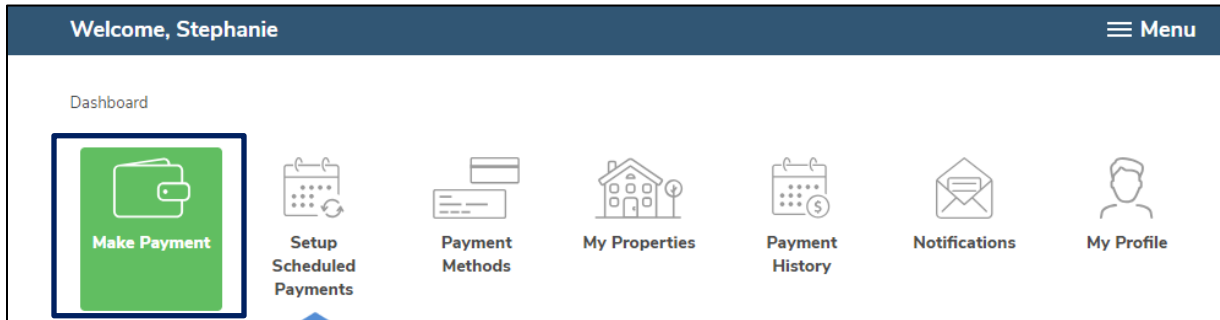 Welcome, Stephanie
Menu
Dashboard
Make Payment
Setup
Scheduled
Payments
Payment
Methods
My Properties
Payment
History
Notifications
My Profile